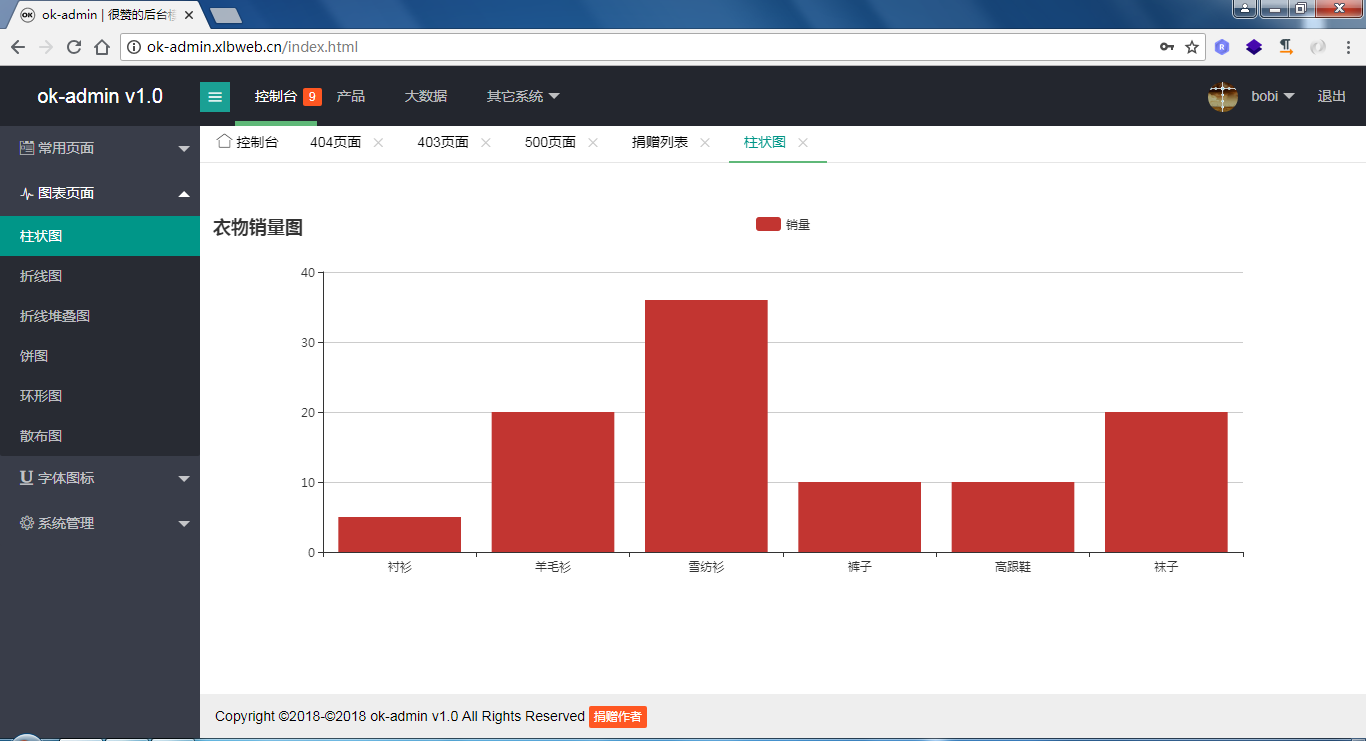 ok-admin | 很赞的后台
ok-admin.xlbweb.cn/index.html
ok-admin v1.0
控制台 9
产品
大数据
其它系统
bobi
退出
常用页面
图表页面
柱状图
折线图
折线堆叠图
饼图
环形图
散布图
字体图标
系统管理
控制台
404页面
403页面
500页面
捐赠列表
柱状图
衣物销量图
销量
40
30
20
10
0
衬衫
羊毛衫
雪纺衫
裤子
高跟鞋
袜子
Copyright ©2018-©2018 ok-admin v1.0 All Rights Reserved 捐赠作者